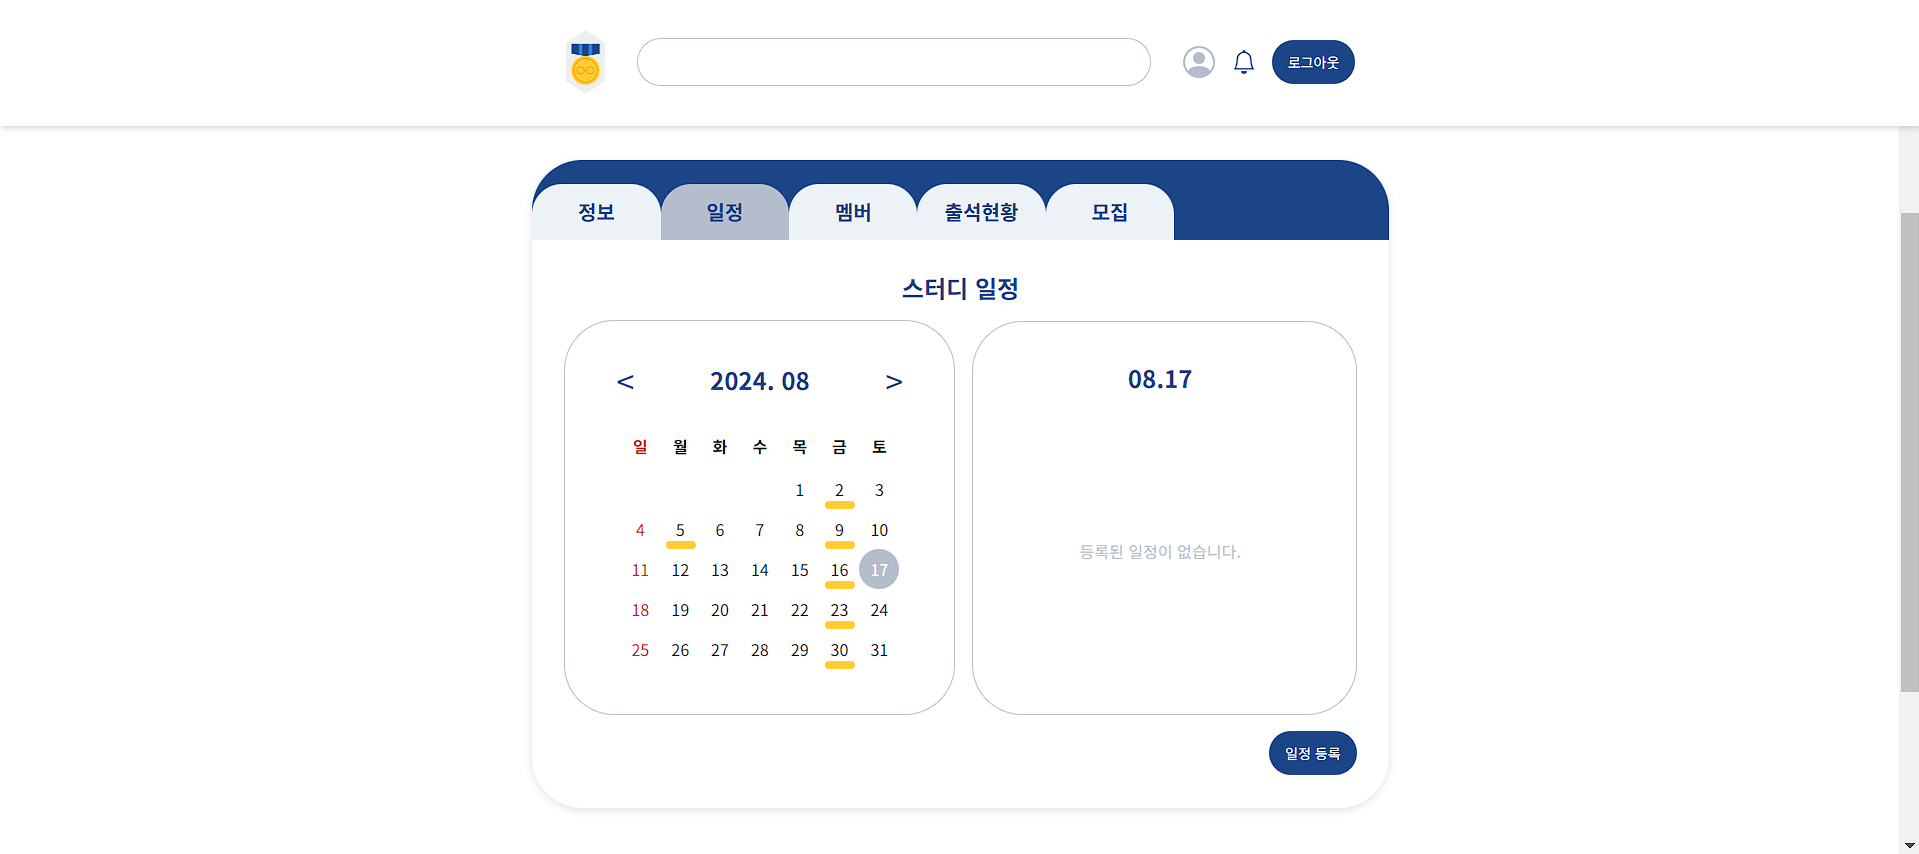 로그아웃
정보 일정 멤버 출석현황 모집
스터디 일정
< 2024. 08 >
일 월 화 수 목 금 토
1 2 3
4 5 6 7 8 9 10
11 12 13 14 15 16 17
18 19 20 21 22 23 24
25 26 27 28 29 30 31
08.17
등록된 일정이 없습니다.
일정 등록